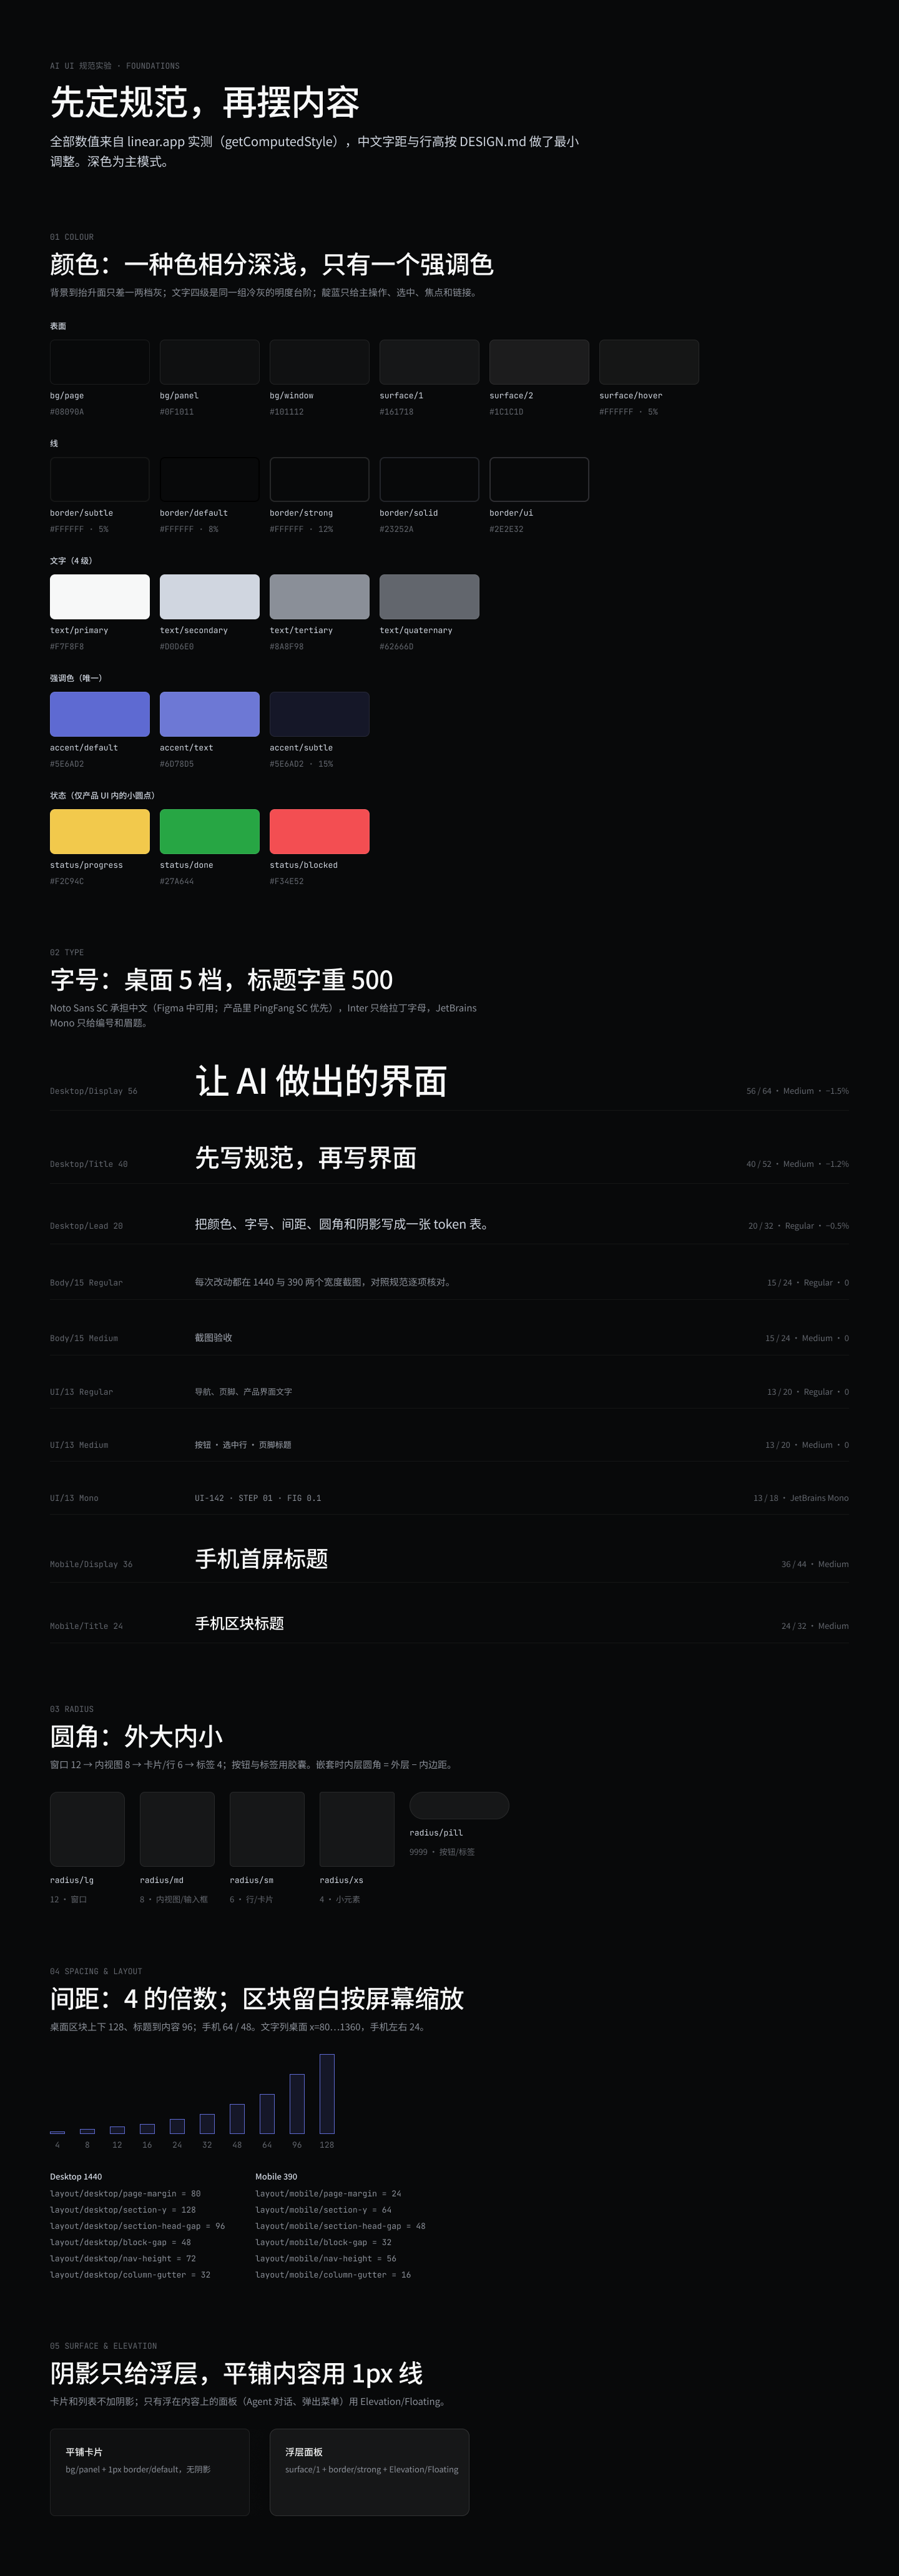 AI UI 规范实验 · FOUNDATIONS
先定规范，再摆内容
全部数值来自 linear.app 实测（getComputedStyle），中文字距与行高按 DESIGN.md 做了最小
调整。深色为主模式。
01 COLOUR
颜色：一种色相分深浅，只有一个强调色
背景到抬升面只差一两档灰；文字四级是同一组冷灰的明度台阶；靛蓝只给主操作、选中、焦点和链接。
表面
bg/page bg/panel bg/window surface/1 surface/2 surface/hover
#08090A #0F1011 #101112 #161718 #1C1C1D #FFFFFF · 5%
线
border/subtle border/default border/strong border/solid border/ui
#FFFFFF · 5% #FFFFFF · 8% #FFFFFF · 12% #23252A #2E2E32
文字（4 级）
text/primary text/secondary text/tertiary text/quaternary
#F7F8F8 #D0D6E0 #8A8F98 #62666D
强调色（唯一）
accent/default accent/text accent/subtle
#5E6AD2 #6D78D5 #5E6AD2 · 15%
状态（仅产品 UI 内的小圆点）
status/progress status/done status/blocked
#F2C94C #27A644 #F34E52
02 TYPE
字号：桌面 5 档，标题字重 500
Noto Sans SC 承担中文（Figma 中可用；产品里 PingFang SC 优先），Inter 只给拉丁字母，JetBrains
Mono 只给编号和眉题。
Desktop/Display 56 让 AI 做出的界面 56 / 64 · Medium · −1.5%
Desktop/Title 40 先写规范，再写界面 40 / 52 · Medium · −1.2%
Desktop/Lead 20 把颜色、字号、间距、圆角和阴影写成一张 token 表。 20 / 32 · Regular · −0.5%
Body/15 Regular 每次改动都在 1440 与 390 两个宽度截图，对照规范逐项核对。 15 / 24 · Regular · 0
Body/15 Medium 截图验收 15 / 24 · Medium · 0
UI/13 Regular 导航、页脚、产品界面文字 13 / 20 · Regular · 0
UI/13 Medium 按钮 · 选中行 · 页脚标题 13 / 20 · Medium · 0
UI/13 Mono UI-142 · STEP 01 · FIG 0.1 13 / 18 · JetBrains Mono
Mobile/Display 36 手机首屏标题 36 / 44 · Medium
Mobile/Title 24 手机区块标题 24 / 32 · Medium
03 RADIUS
圆角：外大内小
窗口 12 → 内视图 8 → 卡片/行 6 → 标签 4；按钮与标签用胶囊。嵌套时内层圆角 = 外层 − 内边距。
radius/lg radius/md radius/sm radius/xs radius/pill
12 · 窗口 8 · 内视图/输入框 6 · 行/卡片 4 · 小元素 9999 · 按钮/标签
04 SPACING & LAYOUT
间距：4 的倍数；区块留白按屏幕缩放
桌面区块上下 128、标题到内容 96；手机 64 / 48。文字列桌面 x=80…1360，手机左右 24。
4 8 12 16 24 32 48 64 96 128
Desktop 1440 Mobile 390
layout/desktop/page-margin = 80 layout/mobile/page-margin = 24
layout/desktop/section-y = 128 layout/mobile/section-y = 64
layout/desktop/section-head-gap = 96 layout/mobile/section-head-gap = 48
layout/desktop/block-gap = 48 layout/mobile/block-gap = 32
layout/desktop/nav-height = 72 layout/mobile/nav-height = 56
layout/desktop/column-gutter = 32 layout/mobile/column-gutter = 16
05 SURFACE & ELEVATION
阴影只给浮层，平铺内容用 1px 线
卡片和列表不加阴影；只有浮在内容上的面板（Agent 对话、弹出菜单）用 Elevation/Floating。
平铺卡片 浮层面板
bg/panel + 1px border/default，无阴影 surface/1 + border/strong + Elevation/Floating